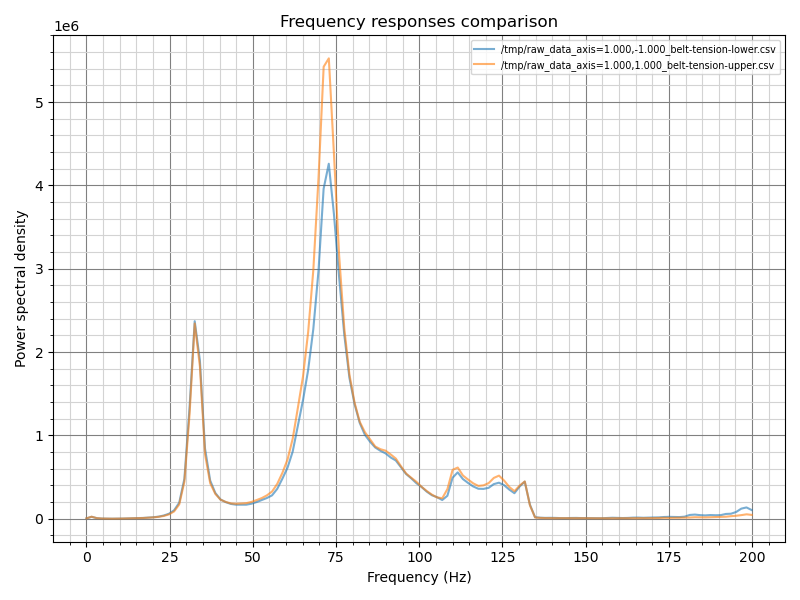 Frequency responses comparison
1e6
/tmp/raw_data_axis=1.000,-1.000_belt-tension-lower.csv
/tmp/raw_data_axis=1.000,1.000_belt-tension-upper.csv
5
4
3
2
1
0
Power spectral density
0 25 50 75 100 125 150 175 200
Frequency (Hz)